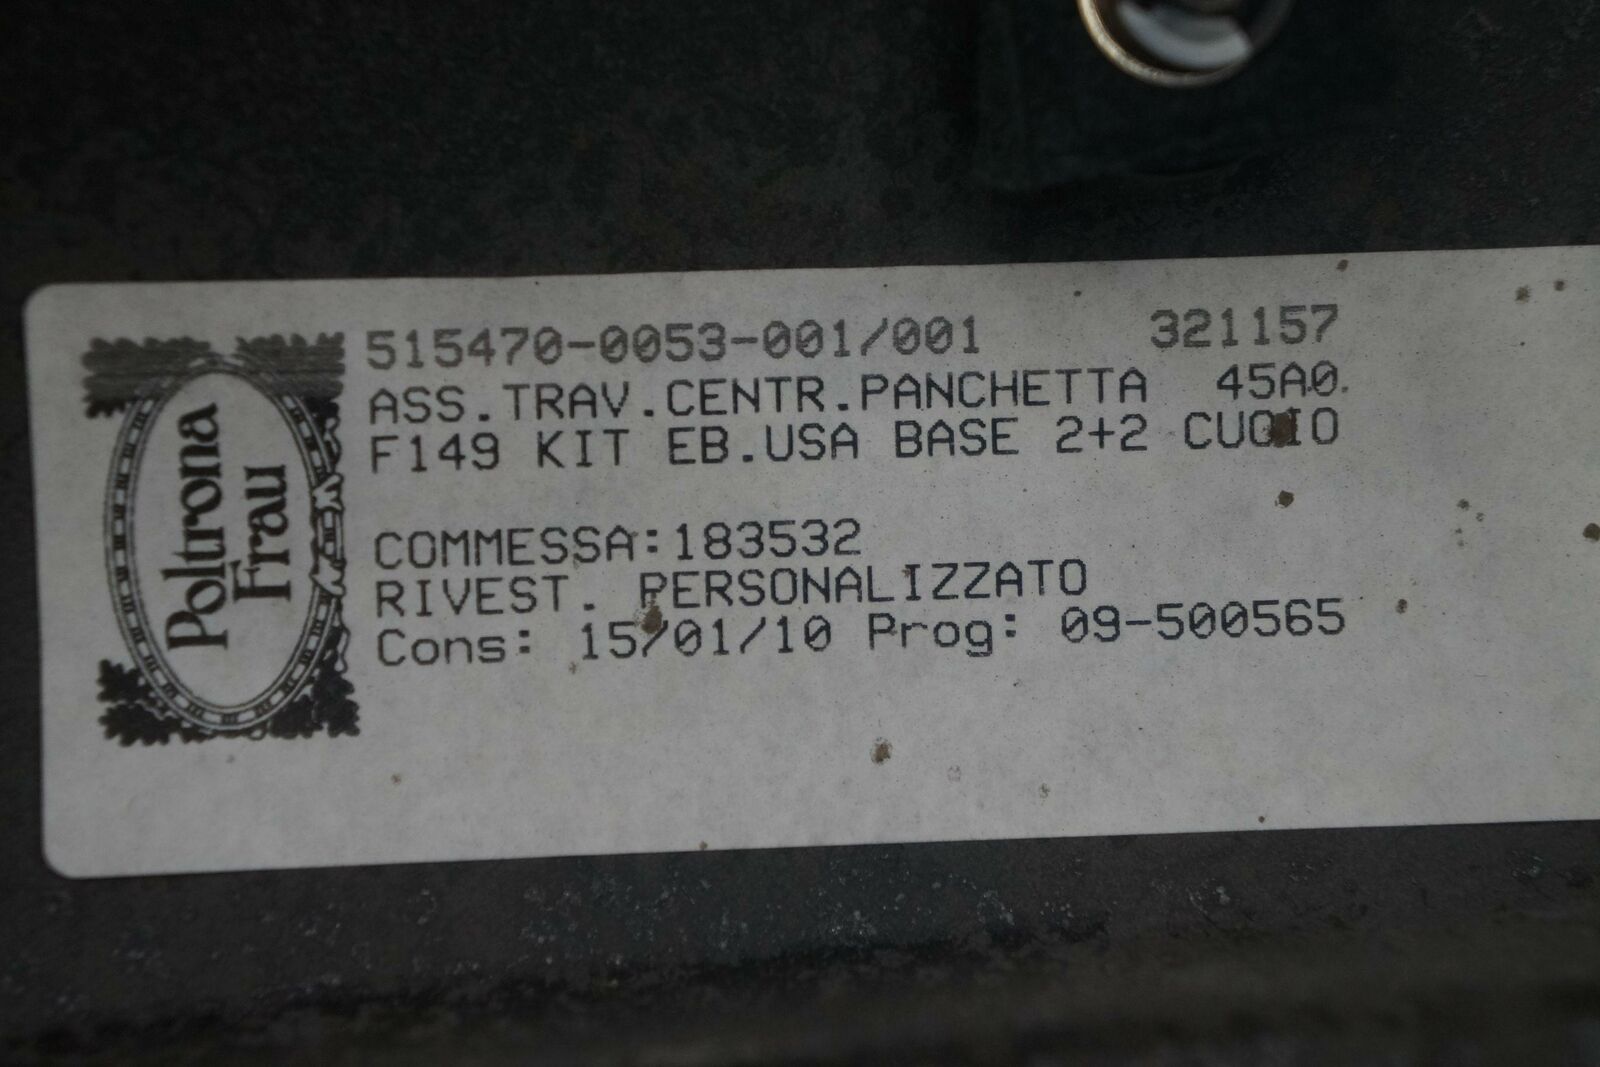 Poltrona
Frau
515470-0053-001/001 321157
ASS.TRAV.CENTR.PANCHETTA 45A0.
F149 KIT EB.USA BASE 2+2 CUOIO
COMMESSA:183532
RIVEST. PERSONALIZZATO
Cons: 15/01/10 Prog: 09-500565